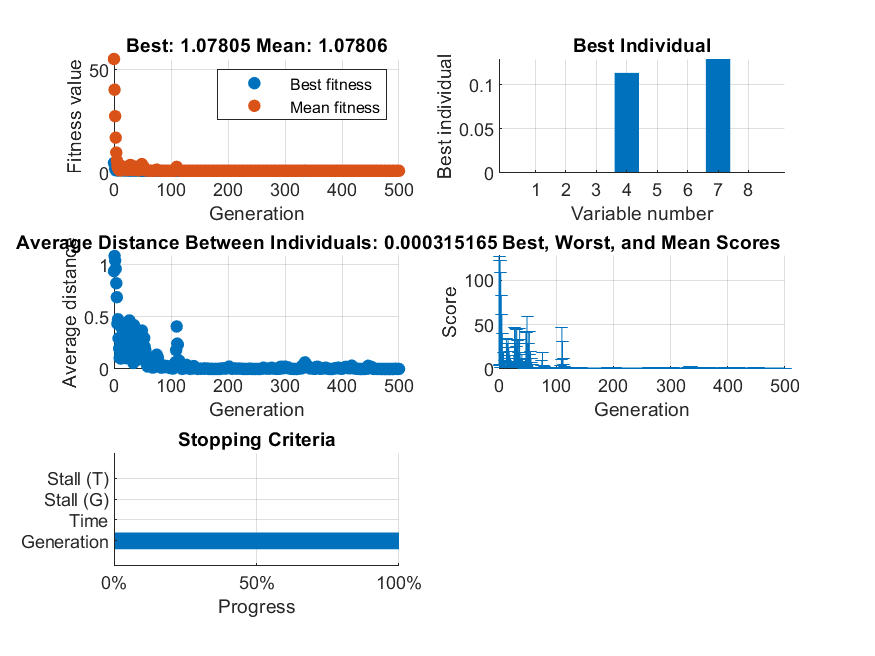 Best: 1.07805 Mean: 1.07806
Fitness value
50
0
Best fitness
Mean fitness
0 100 200 300 400 500
Generation
Best Individual
Best individual
0.1
0.05
0
1 2 3 4 5 6 7 8
Variable number
Average Distance Between Individuals: 0.000315165
Average distance
1
0.5
0
0 100 200 300 400 500
Generation
Best, Worst, and Mean Scores
Score
100
50
0
0 100 200 300 400 500
Generation
Stopping Criteria
Stall (T)
Stall (G)
Time
Generation
0% 50% 100%
Progress